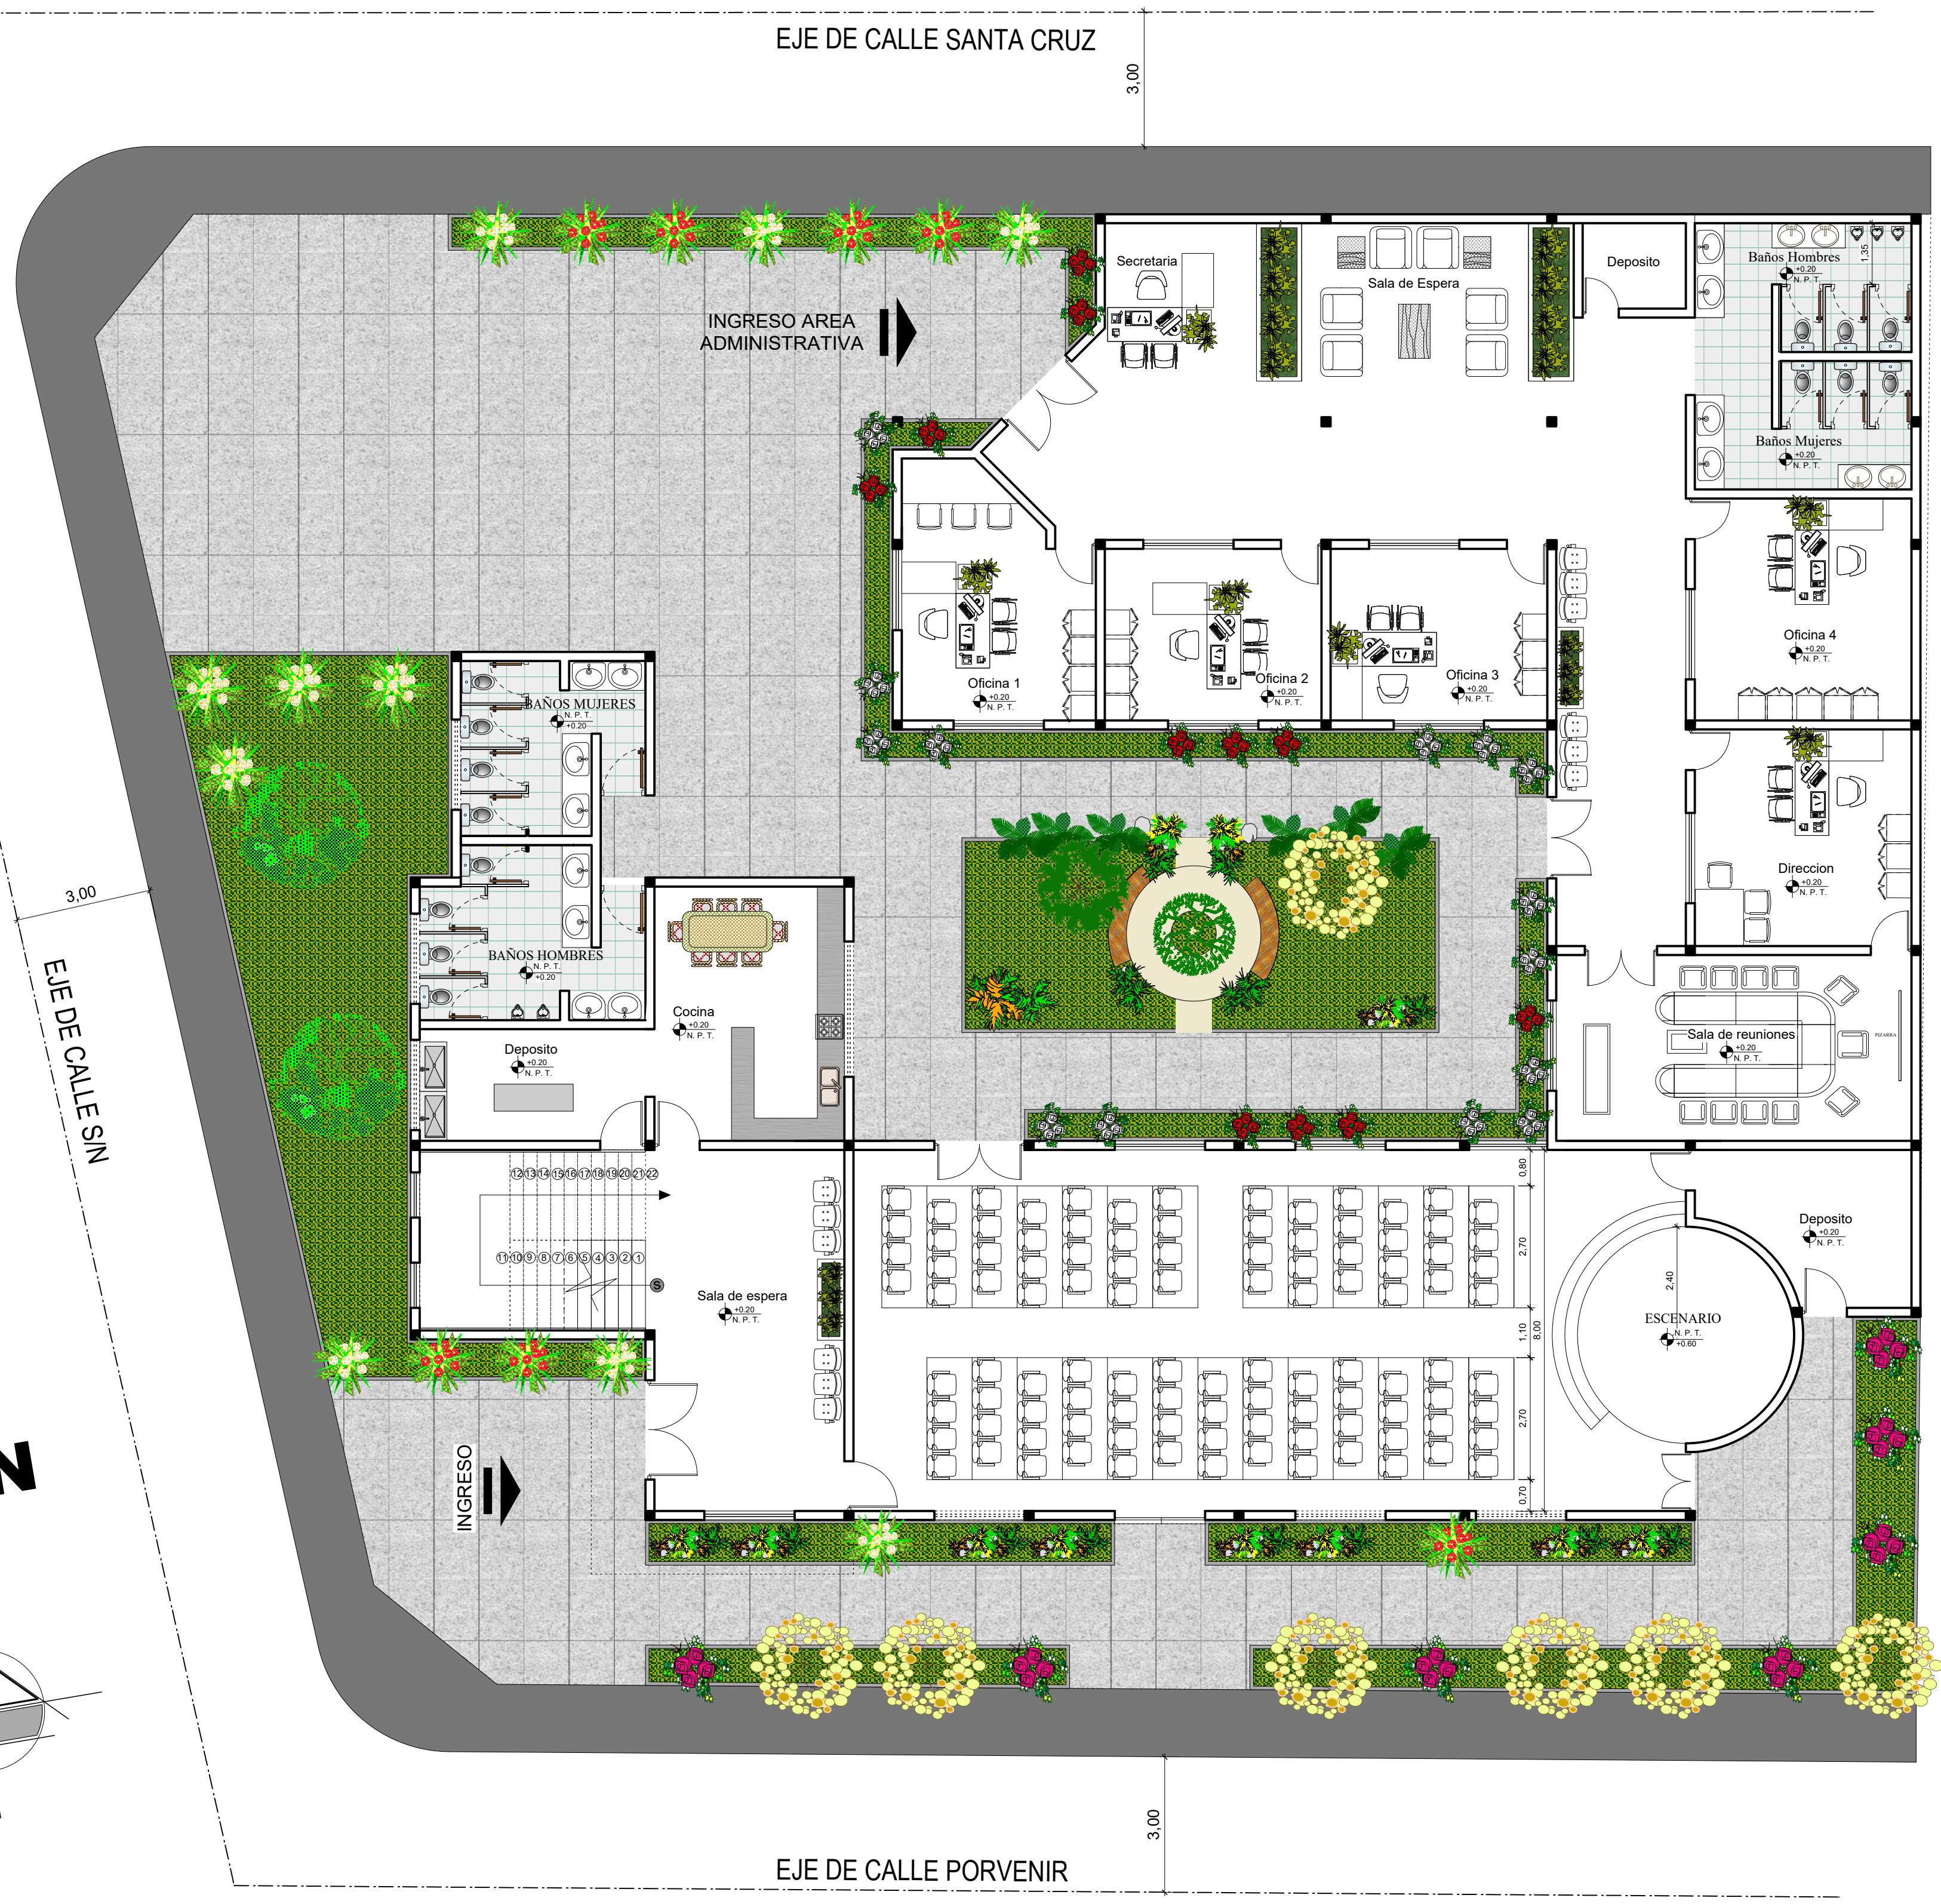 EJE DE CALLE SANTA CRUZ
3,00
INGRESO AREA
ADMINISTRATIVA
Secretaria
Sala de Espera
Deposito
Baños Hombres
+0.20
N. P. T.
1,35
Baños Mujeres
+0.20
N. P. T.
Oficina 1
+0.20
N. P. T.
Oficina 2
+0.20
N. P. T.
Oficina 3
+0.20
N. P. T.
Oficina 4
+0.20
N. P. T.
BAÑOS MUJERES
N. P. T.
+0.20
Direccion
+0.20
N. P. T.
3,00
EJE DE CALLE S/N
BAÑOS HOMBRES
N. P. T.
+0.20
Cocina
+0.20
N. P. T.
Deposito
+0.20
N. P. T.
Sala de reuniones
+0.20
N. P. T.
PIZARRA
12 13 14 15 16 17 18 19 20 21 22
11 10 9 8 7 6 5 4 3 2 1
S
Sala de espera
+0.20
N. P. T.
0,80
2,70
1,10
8,00
2,70
0,70
2,40
ESCENARIO
N. P. T.
+0.60
Deposito
+0.20
N. P. T.
INGRESO
N
3,00
EJE DE CALLE PORVENIR